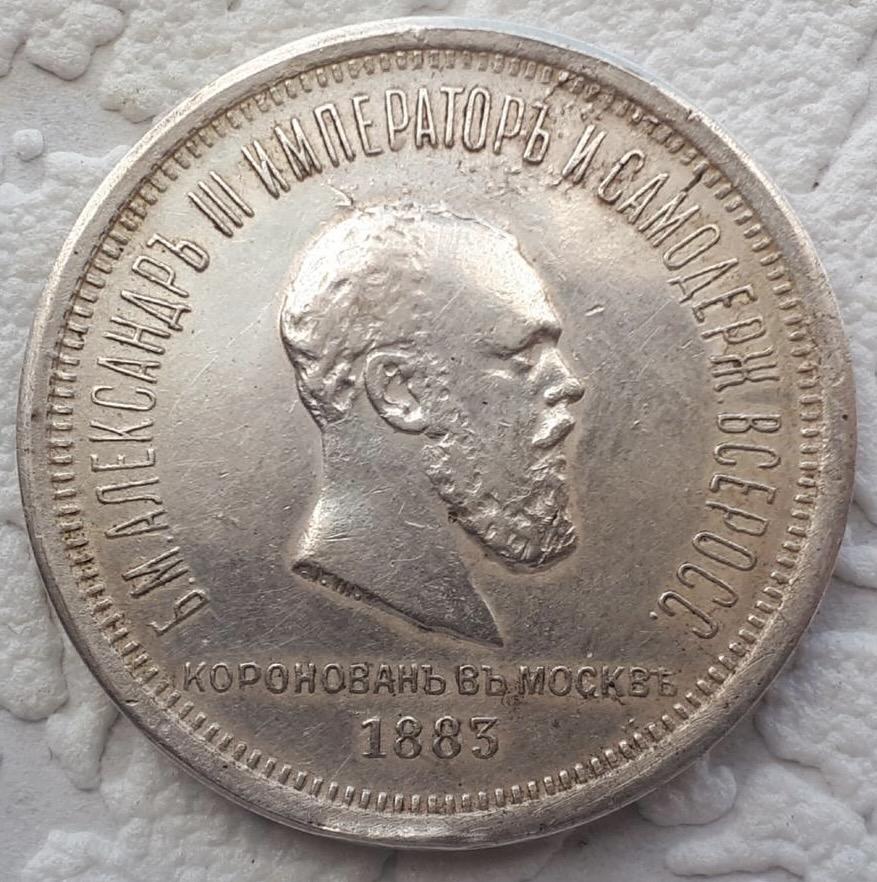 Б.М.АЛЕКСАНДРЪ III ИМПЕРАТОРЪ И САМОДЕРЖ ВСЕРОСС.
КОРОНОВАНЪ ВЪ МОСКВѢ
1883